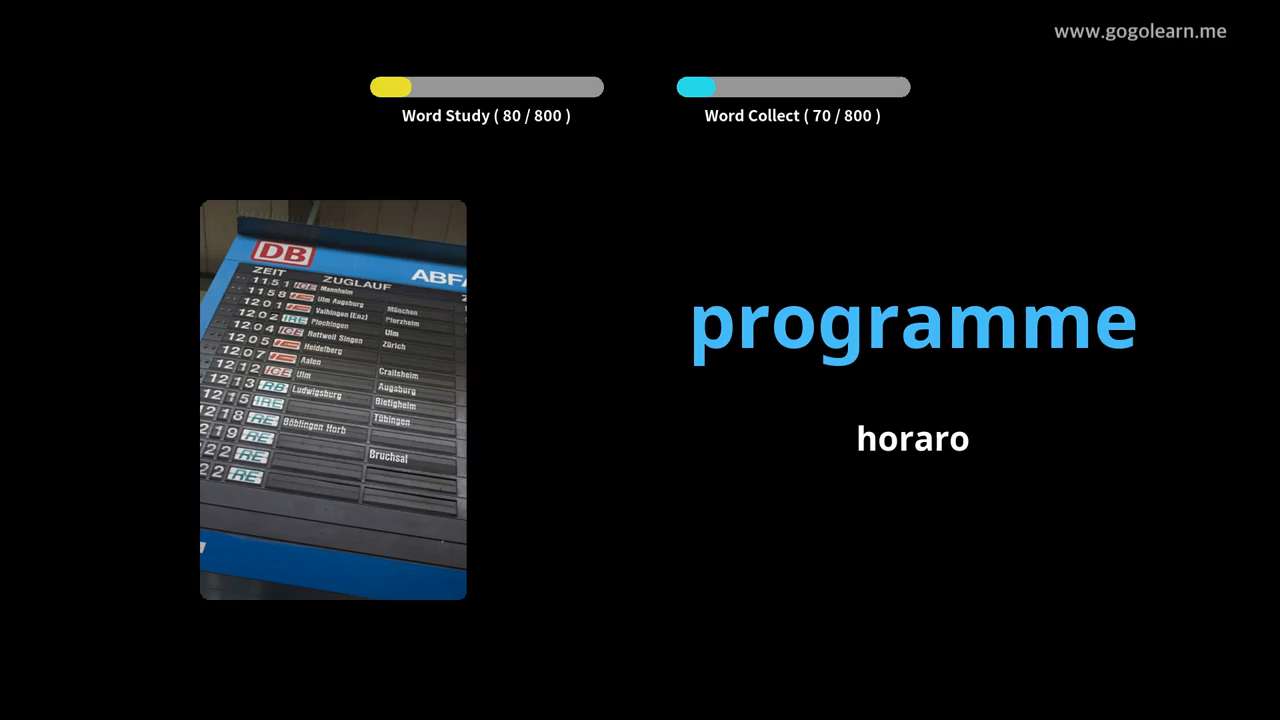 www.gogolearn.me
Word Study ( 80 / 800 )
Word Collect ( 70 / 800 )
DB
ABFA
ZEIT ZUGLAUF
1151 ICE Mannheim
1158 Ulm Augsburg München
1201 Vaihingen (Enz) Pforzheim
1202 IRE Plochingen Ulm
1204 ICE Rottweil Singen Zürich
1205 Heidelberg
1207 Aalen Crailsheim
1212 ICE Ulm Augsburg
1213 RB Ludwigsburg Bietigheim
1215 IRE Tübingen
1218 RE Böblingen Horb
219 RE
22 RE Bruchsal
22 RE
programme
horaro